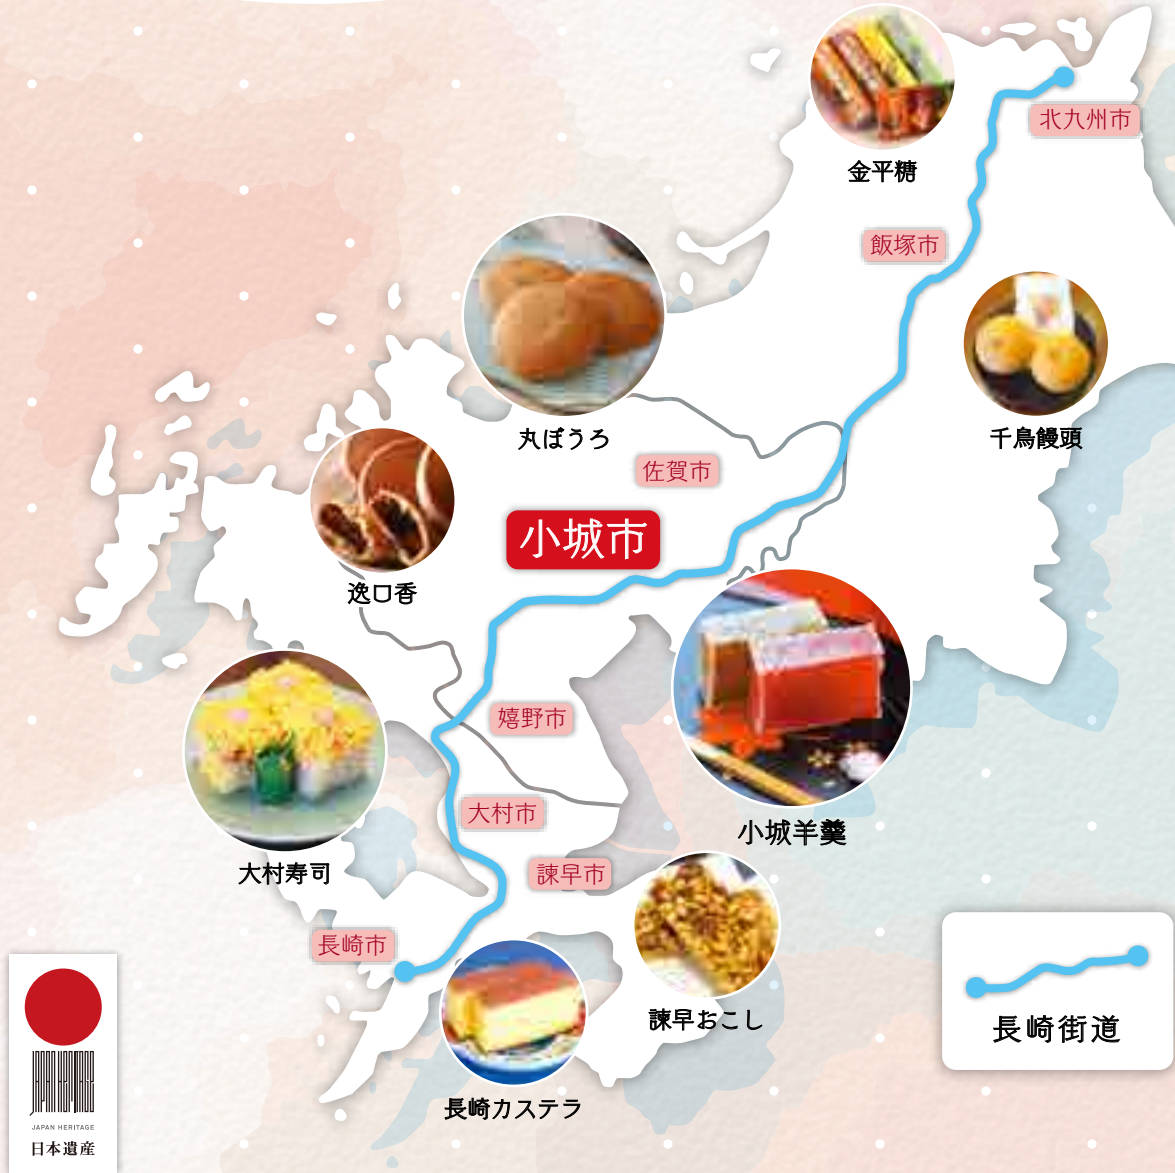 北九州市
金平糖
飯塚市
丸ぼうろ
千鳥饅頭
佐賀市
小城市
逸口香
嬉野市
大村市
小城羊羹
大村寿司
諫早市
長崎市
諫早おこし
長崎街道
長崎カステラ
JAPAN HERITAGE
日本遺産